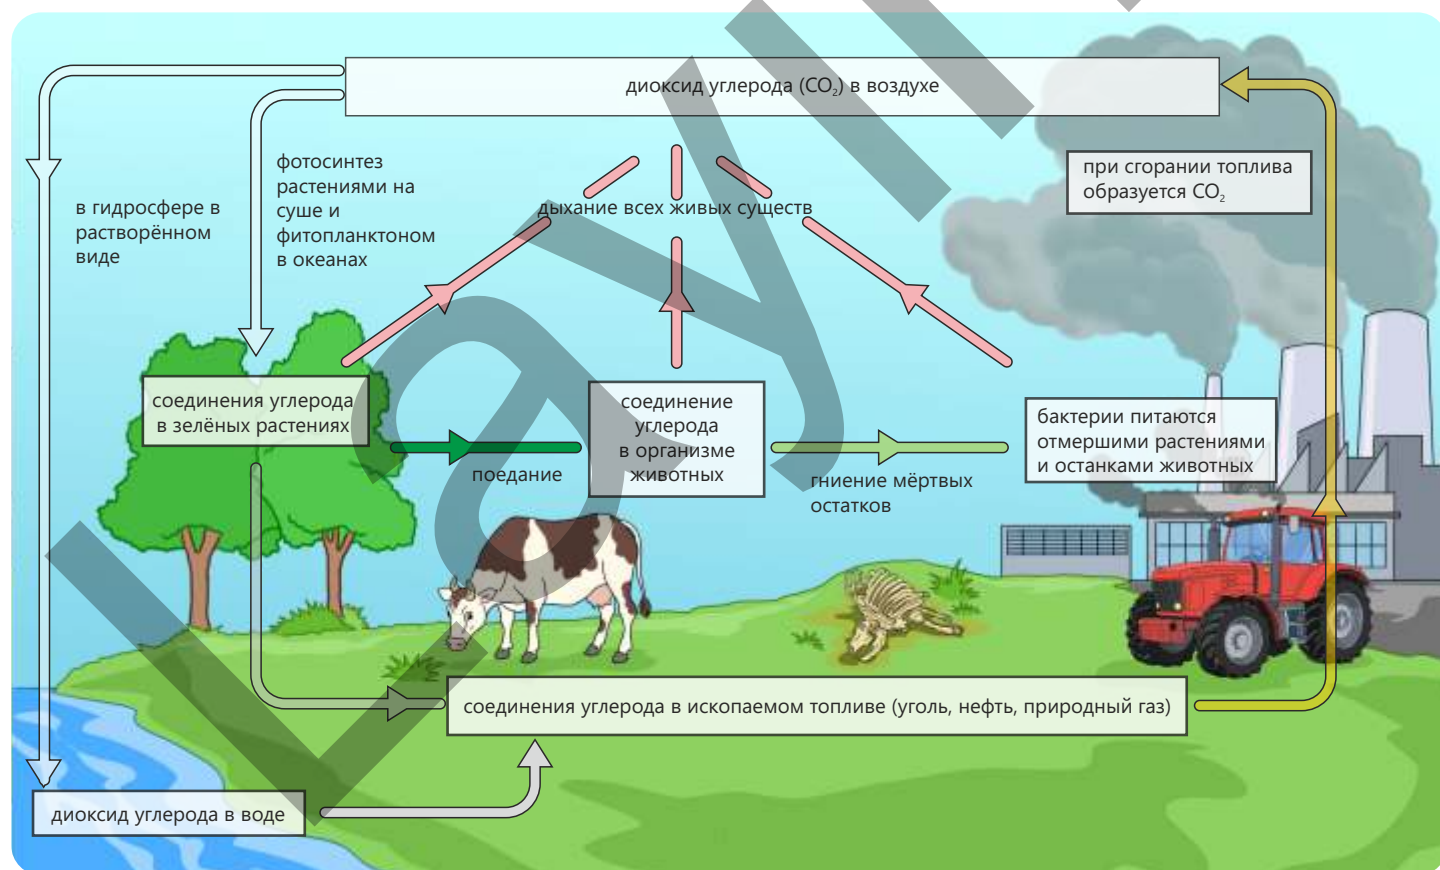 диоксид углерода (CO₂) в воздухе
фотосинтез
растениями на
суше и
фитопланктоном
в океанах
при сгорании топлива
образуется CO₂
в гидросфере в
растворённом
виде
дыхание всех живых существ
соединения углерода
в зелёных растениях
соединение
углерода
в организме
животных
бактерии питаются
отмершими растениями
и останками животных
поедание
гниение мёртвых
остатков
соединения углерода в ископаемом топливе (уголь, нефть, природный газ)
диоксид углерода в воде